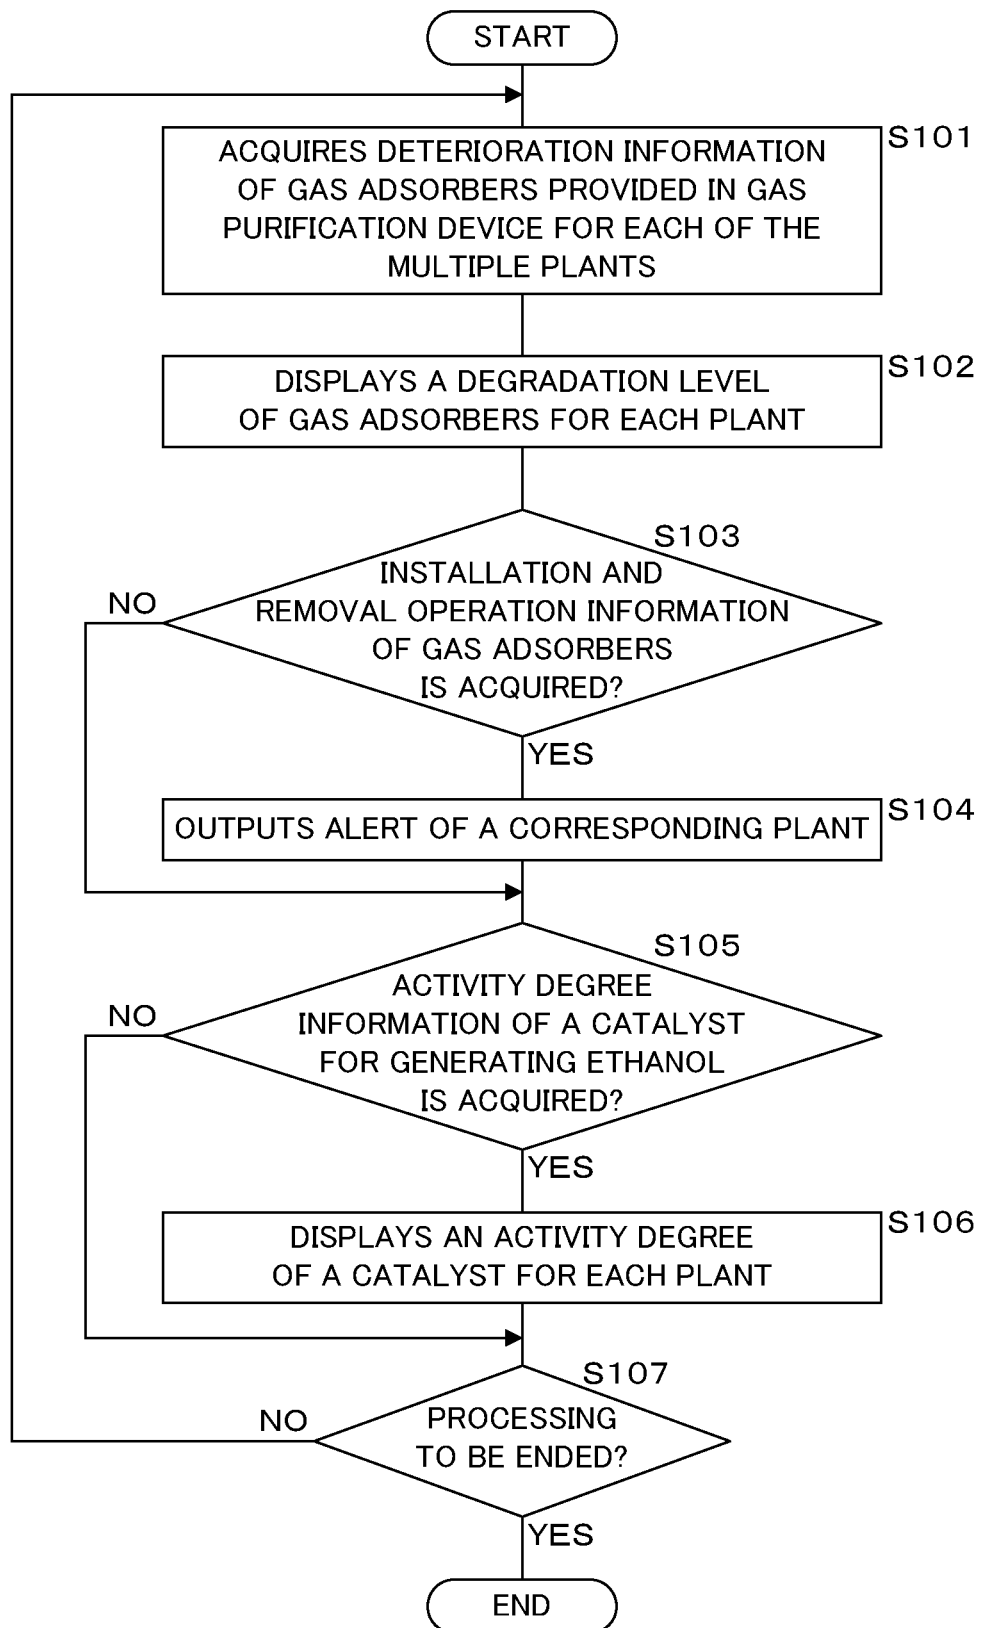 START
S101
ACQUIRES DETERIORATION INFORMATION
OF GAS ADSORBERS PROVIDED IN GAS
PURIFICATION DEVICE FOR EACH OF THE
MULTIPLE PLANTS
S102
DISPLAYS A DEGRADATION LEVEL
OF GAS ADSORBERS FOR EACH PLANT
S103
INSTALLATION AND
REMOVAL OPERATION INFORMATION
OF GAS ADSORBERS
IS ACQUIRED?
NO
YES
S104
OUTPUTS ALERT OF A CORRESPONDING PLANT
S105
ACTIVITY DEGREE
INFORMATION OF A CATALYST
FOR GENERATING ETHANOL
IS ACQUIRED?
NO
YES
S106
DISPLAYS AN ACTIVITY DEGREE
OF A CATALYST FOR EACH PLANT
S107
PROCESSING
TO BE ENDED?
NO
YES
END